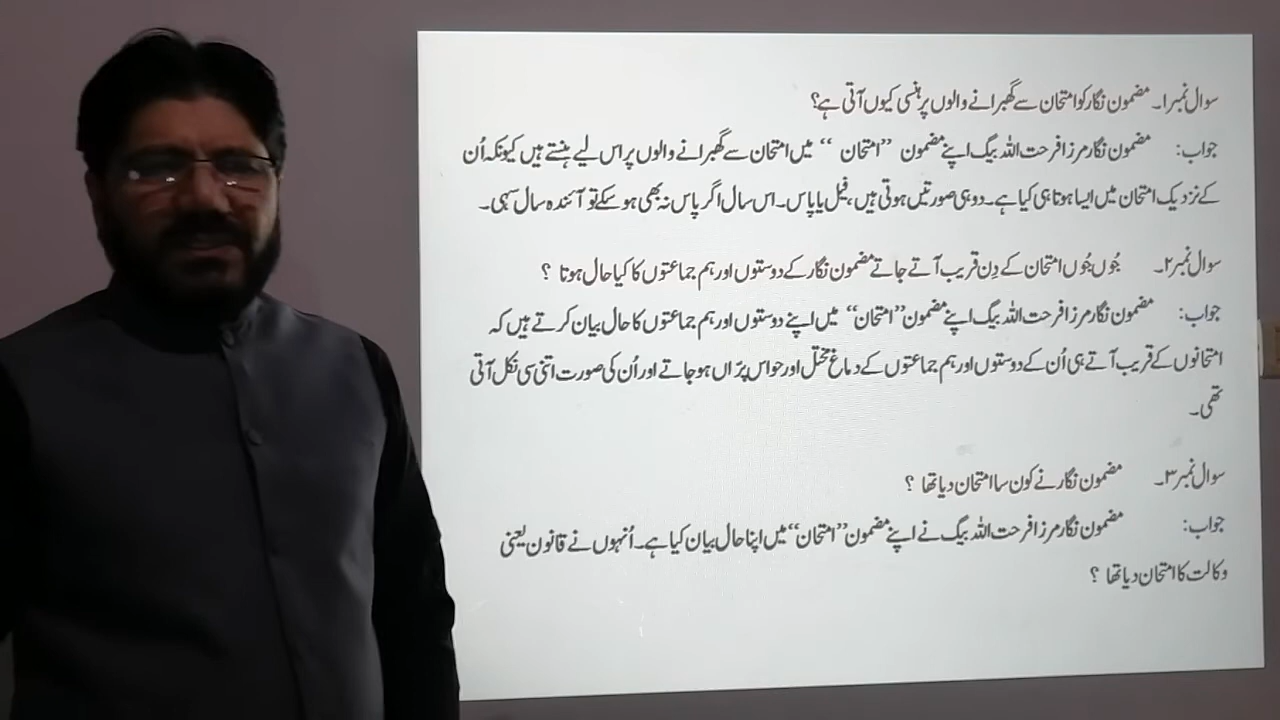 سوال نمبر ۱۔ مضمون نگار کو امتحان سے گھبرانے والوں پر ہنسی کیوں آتی ہے؟
جواب: مضمون نگار مرزا فرحت اللہ بیگ اپنے مضمون ”امتحان“ میں امتحان سے گھبرانے والوں پر اس لیے ہنستے ہیں کیونکہ اُن
کے نزدیک امتحان میں ایسا ہوتا ہی کیا ہے۔ دو ہی صورتیں ہوتی ہیں، فیل یا پاس۔ اس سال اگر پاس نہ بھی ہو سکے تو آئندہ سال سہی۔
سوال نمبر ۲۔ جُوں جُوں امتحان کے دِن قریب آتے جاتے مضمون نگار کے دوستوں اور ہم جماعتوں کا کیا حال ہوتا ؟
جواب: مضمون نگار مرزا فرحت اللہ بیگ اپنے مضمون ”امتحان“ میں اپنے دوستوں اور ہم جماعتوں کا حال بیان کرتے ہیں کہ
امتحانوں کے قریب آتے ہی اُن کے دوستوں اور ہم جماعتوں کے دماغ مختل اور حواس پرّاں ہو جاتے اور اُن کی صورت اتنی سی نکل آتی
تھی۔
سوال نمبر ۳۔ مضمون نگار نے کون سا امتحان دیا تھا ؟
جواب: مضمون نگار مرزا فرحت اللہ بیگ نے اپنے مضمون ”امتحان“ میں اپنا حال بیان کیا ہے۔ اُنہوں نے قانون یعنی
وکالت کا امتحان دیا تھا ؟